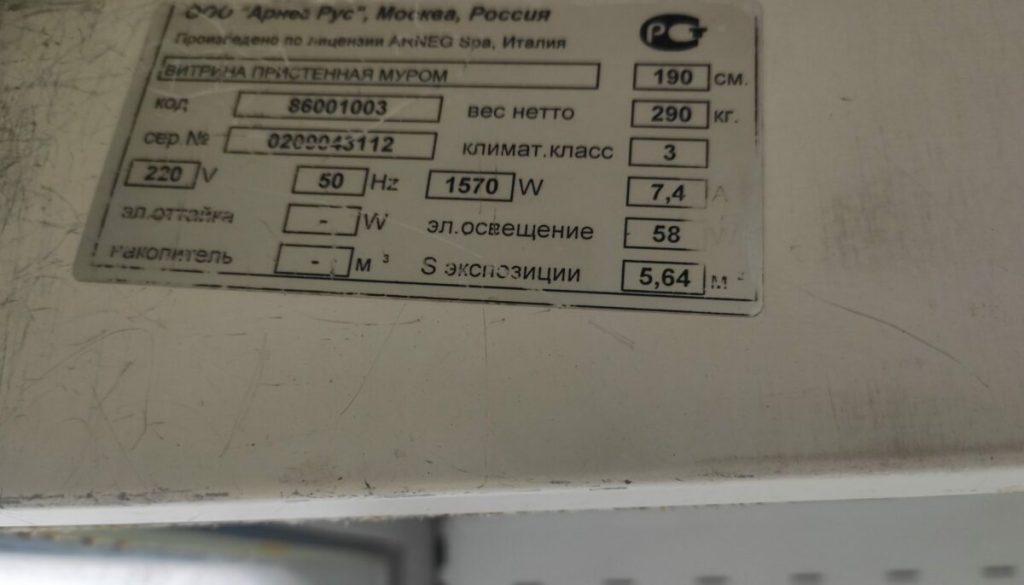 ООО "Арнег Рус", Москва, Россия
Произведено по лицензии ARNEG Spa, Италия
ВИТРИНА ПРИСТЕННАЯ МУРОМ 190 см.
код 86001003 вес нетто 290 кг.
сер.№ 0200043112 климат.класс 3
220 V 50 Hz 1570 W 7,4 A
эл.оттайка - W эл.освещение 58 W
накопитель - м³ S экспозиции 5,64 м²